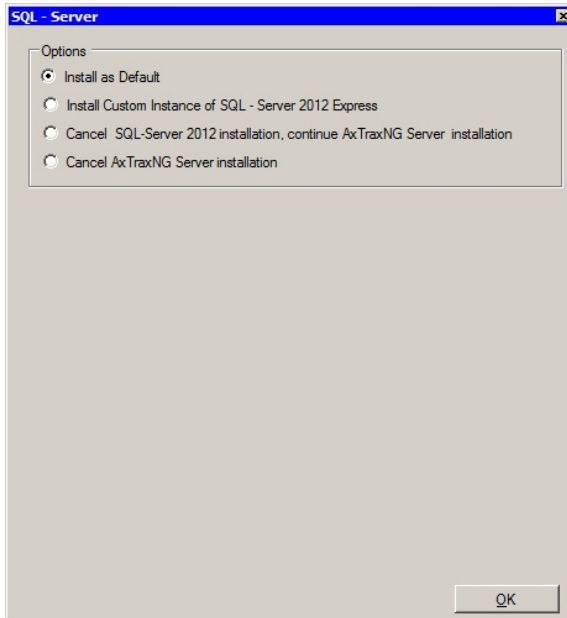 SQL - Server
Options
Install as Default
Install Custom Instance of SQL - Server 2012 Express
Cancel SQL-Server 2012 installation, continue AxTraxNG Server installation
Cancel AxTraxNG Server installation
OK